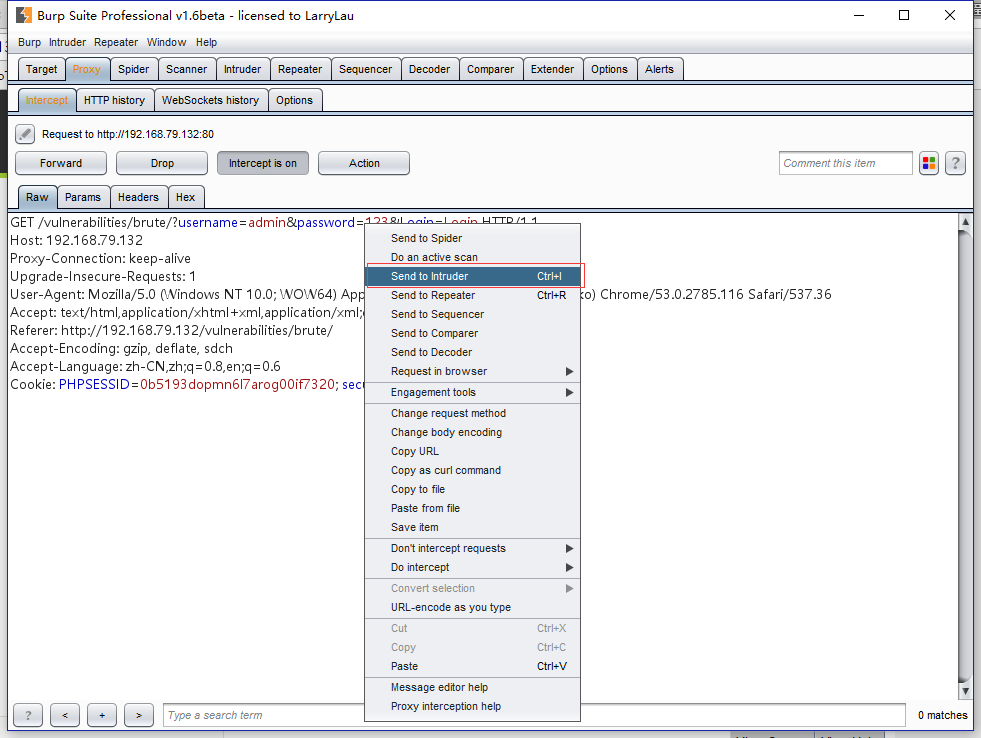 Burp Suite Professional v1.6beta - licensed to LarryLau
Burp Intruder Repeater Window Help
Target Proxy Spider Scanner Intruder Repeater Sequencer Decoder Comparer Extender Options Alerts
Intercept HTTP history WebSockets history Options
Request to http://192.168.79.132:80
Forward Drop Intercept is on Action Comment this item ?
Raw Params Headers Hex
GET /vulnerabilities/brute/?username=admin&password=123&Login=Login HTTP/1.1
Host: 192.168.79.132
Proxy-Connection: keep-alive
Upgrade-Insecure-Requests: 1
User-Agent: Mozilla/5.0 (Windows NT 10.0; WOW64) App ko) Chrome/53.0.2785.116 Safari/537.36
Accept: text/html,application/xhtml+xml,application/xml;
Referer: http://192.168.79.132/vulnerabilities/brute/
Accept-Encoding: gzip, deflate, sdch
Accept-Language: zh-CN,zh;q=0.8,en;q=0.6
Cookie: PHPSESSID=0b5193dopmn6l7arog00if7320; secu
Send to Spider
Do an active scan
Send to Intruder Ctrl+I
Send to Repeater Ctrl+R
Send to Sequencer
Send to Comparer
Send to Decoder
Request in browser
Engagement tools
Change request method
Change body encoding
Copy URL
Copy as curl command
Copy to file
Paste from file
Save item
Don't intercept requests
Do intercept
Convert selection
URL-encode as you type
Cut Ctrl+X
Copy Ctrl+C
Paste Ctrl+V
Message editor help
Proxy interception help
? < + > Type a search term 0 matches